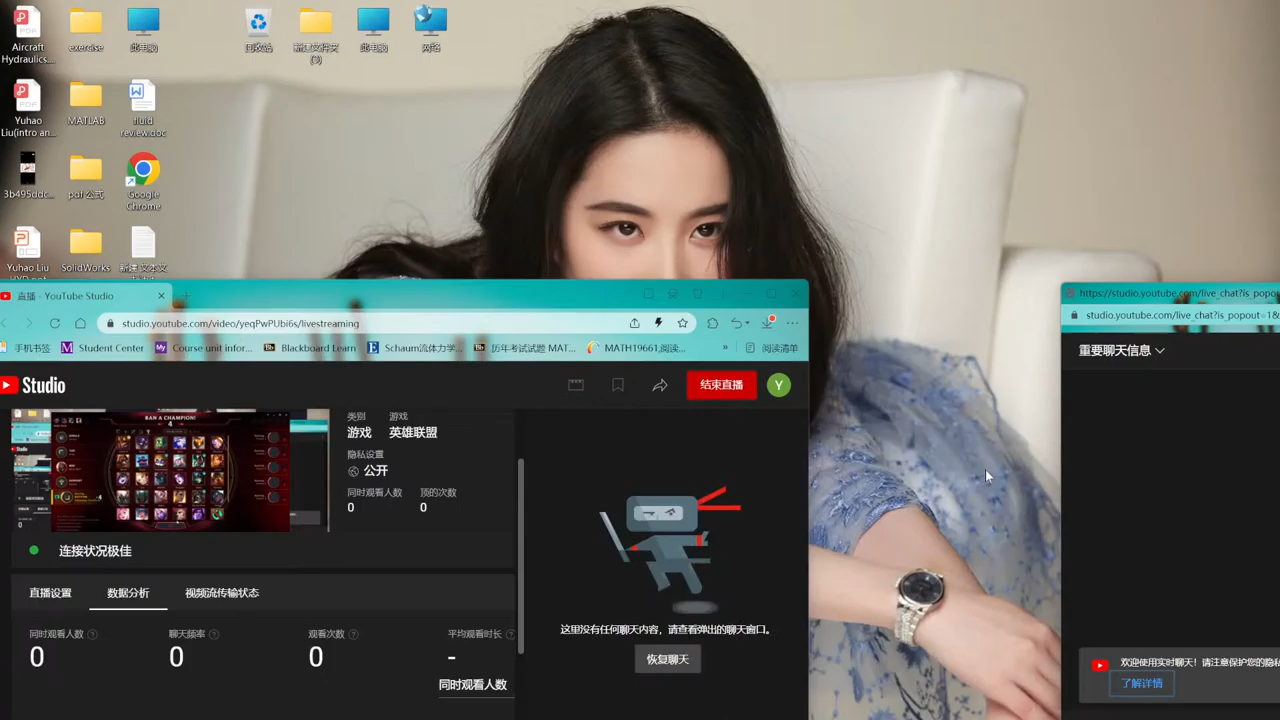 Aircraft
Hydraulics...
exercise
此电脑
回收站
新建文件夹
(3)
此电脑
网络
Yuhao
Liu(intro an...
MATLAB
fluid
review.doc
3b495ddc...
pdf 公式
Google
Chrome
Yuhao Liu
SolidWorks
新建 文本文
直播 - YouTube Studio
studio.youtube.com/video/yeqPwPUbi6s/livestreaming
手机书签
Student Center
Course unit infor...
Blackboard Learn
Schaum流体力学...
历年考试试题 MAT...
MATH19661,阅读...
»
阅读清单
Studio
结束直播
Y
BAN A CHAMPION!
4
类别
游戏
游戏
英雄联盟
隐私设置
公开
同时观看人数
顶的次数
0
0
连接状况极佳
直播设置
数据分析
视频流传输状态
同时观看人数
聊天频率
观看次数
平均观看时长
0
0
0
-
同时观看人数
这里没有任何聊天内容，请查看弹出的聊天窗口。
恢复聊天
https://studio.youtube.com/live_chat?is_popo
studio.youtube.com/live_chat?is_popout=1&
重要聊天信息
欢迎使用实时聊天！请注意保护您的隐私
了解详情